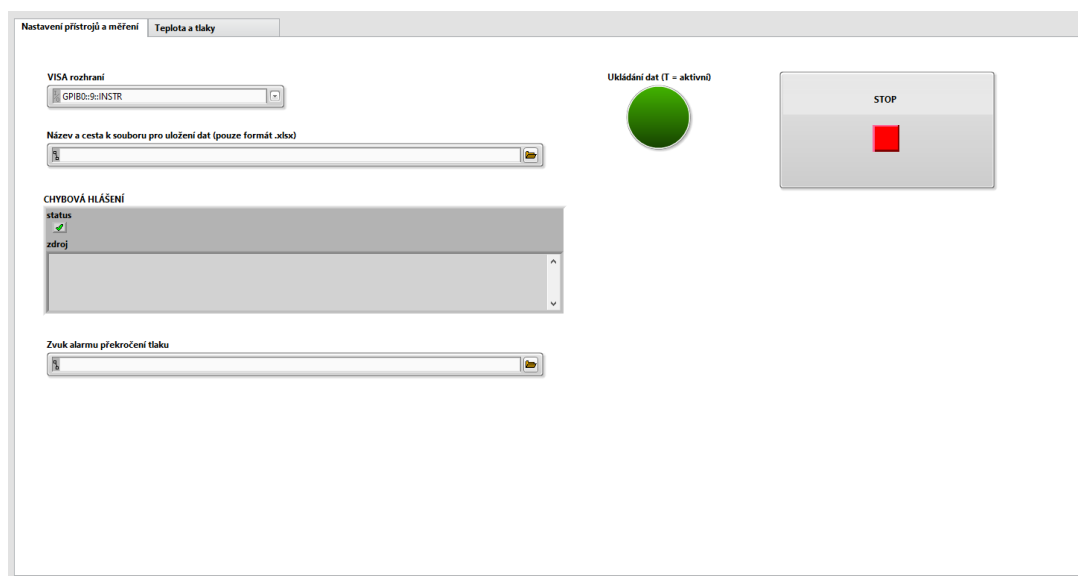 Nastavení přístrojů a měření
Teplota a tlaky
VISA rozhraní
GPIB0::9::INSTR
Ukládání dat (T = aktivní)
STOP
Název a cesta k souboru pro uložení dat (pouze formát .xlsx)
CHYBOVÁ HLÁŠENÍ
status
zdroj
Zvuk alarmu překročení tlaku